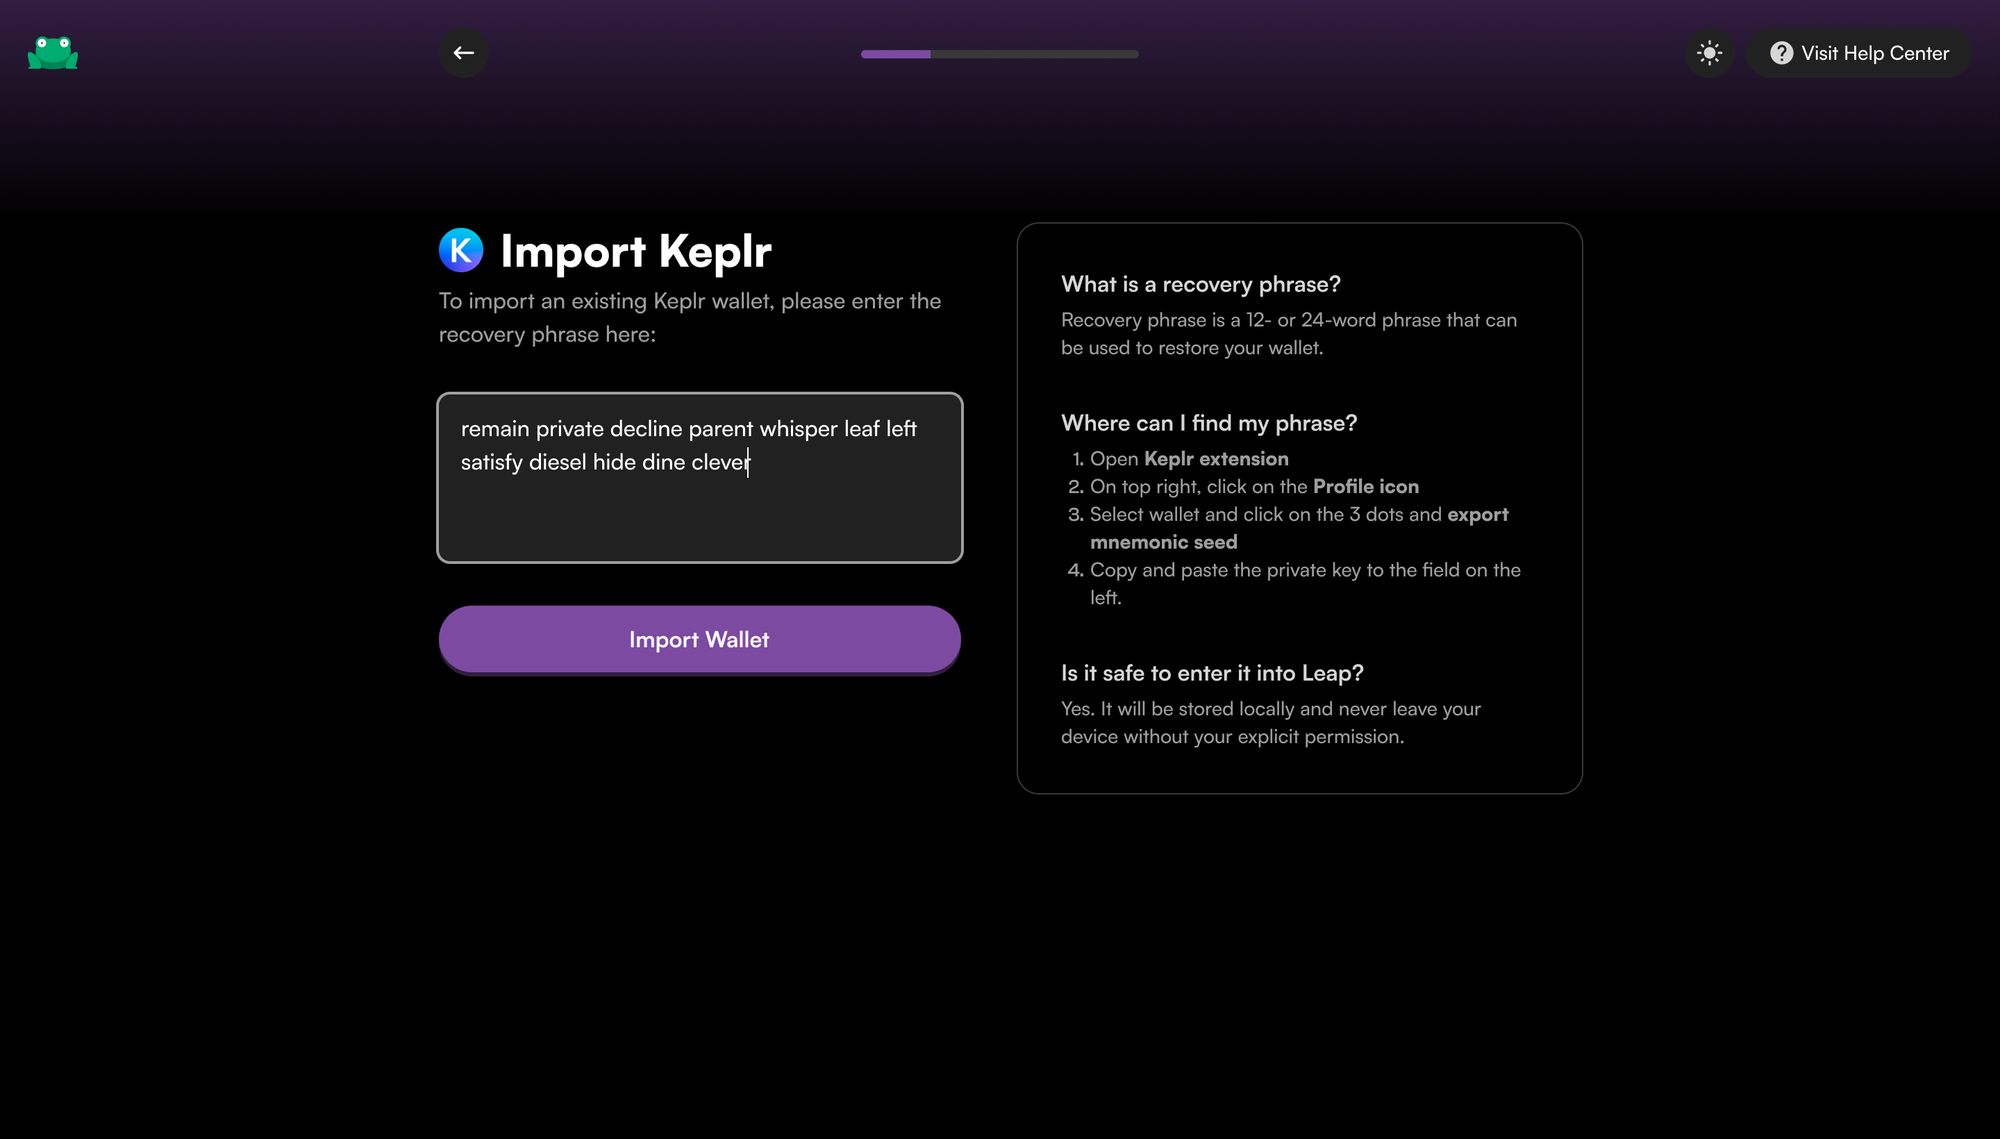 Visit Help Center
K Import Keplr
To import an existing Keplr wallet, please enter the
recovery phrase here:
remain private decline parent whisper leaf left
satisfy diesel hide dine clever
Import Wallet
What is a recovery phrase?
Recovery phrase is a 12- or 24-word phrase that can
be used to restore your wallet.
Where can I find my phrase?
1. Open Keplr extension
2. On top right, click on the Profile icon
3. Select wallet and click on the 3 dots and export
mnemonic seed
4. Copy and paste the private key to the field on the
left.
Is it safe to enter it into Leap?
Yes. It will be stored locally and never leave your
device without your explicit permission.